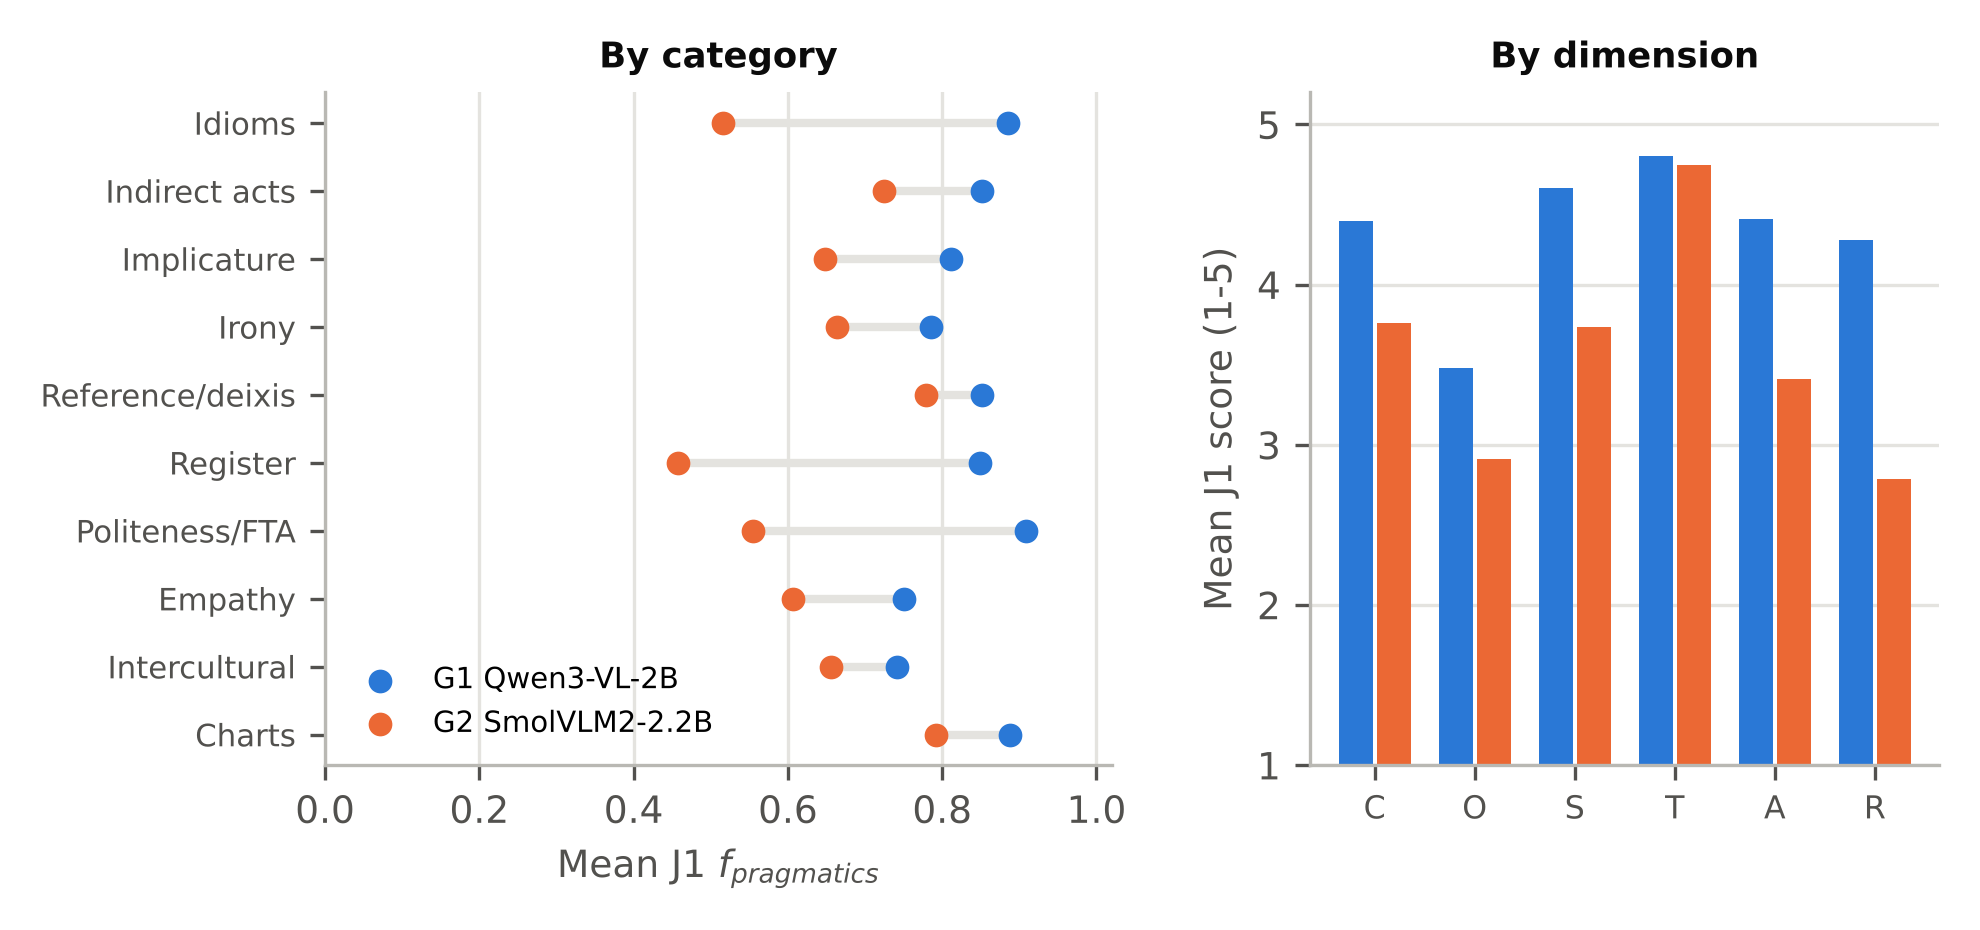 By category
Idioms
Indirect acts
Implicature
Irony
Reference/deixis
Register
Politeness/FTA
Empathy
Intercultural
Charts
G1 Qwen3-VL-2B
G2 SmolVLM2-2.2B
0.0 0.2 0.4 0.6 0.8 1.0
Mean J1 fpragmatics
By dimension
Mean J1 score (1-5)
5
4
3
2
1
C O S T A R